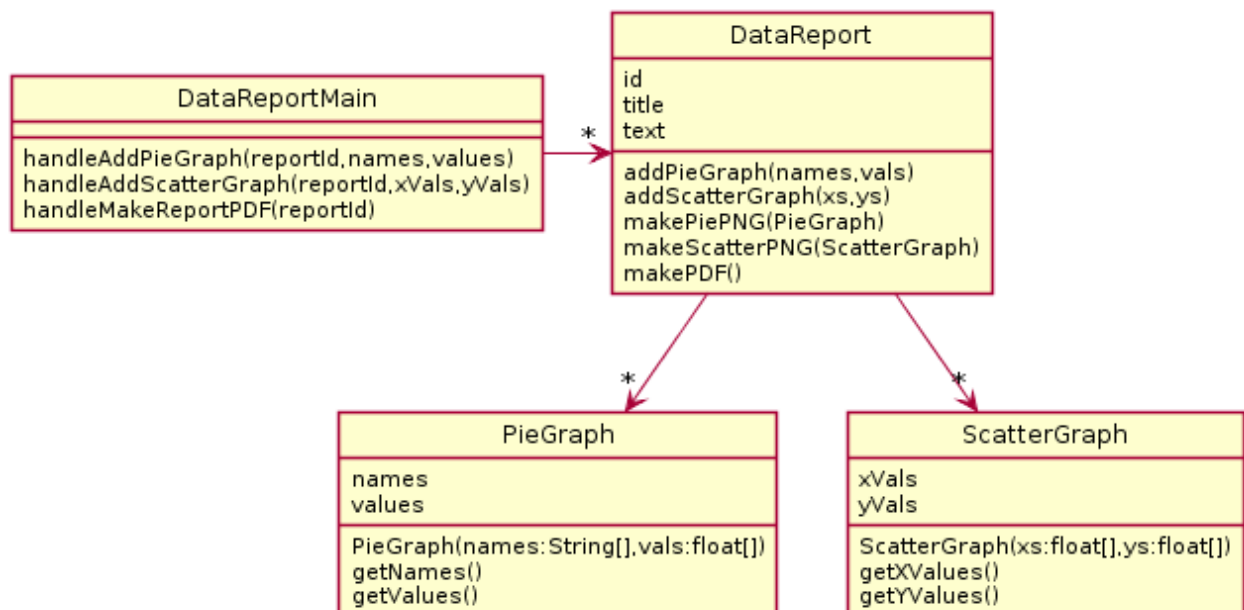 DataReport
id
title
text
addPieGraph(names,vals)
addScatterGraph(xs,ys)
makePiePNG(PieGraph)
makeScatterPNG(ScatterGraph)
makePDF()
DataReportMain
handleAddPieGraph(reportId,names,values)
handleAddScatterGraph(reportId,xVals,yVals)
handleMakeReportPDF(reportId)
*
*
*
PieGraph
names
values
PieGraph(names:String[],vals:float[])
getNames()
getValues()
ScatterGraph
xVals
yVals
ScatterGraph(xs:float[],ys:float[])
getXValues()
getYValues()